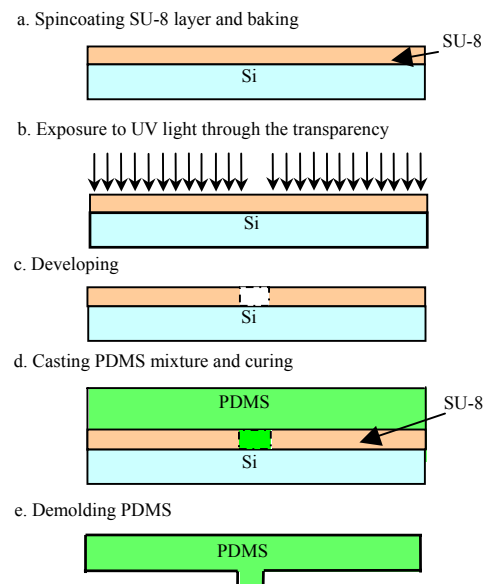 a. Spincoating SU-8 layer and baking
SU-8
Si
b. Exposure to UV light through the transparency
Si
c. Developing
Si
d. Casting PDMS mixture and curing
PDMS
SU-8
Si
e. Demolding PDMS
PDMS